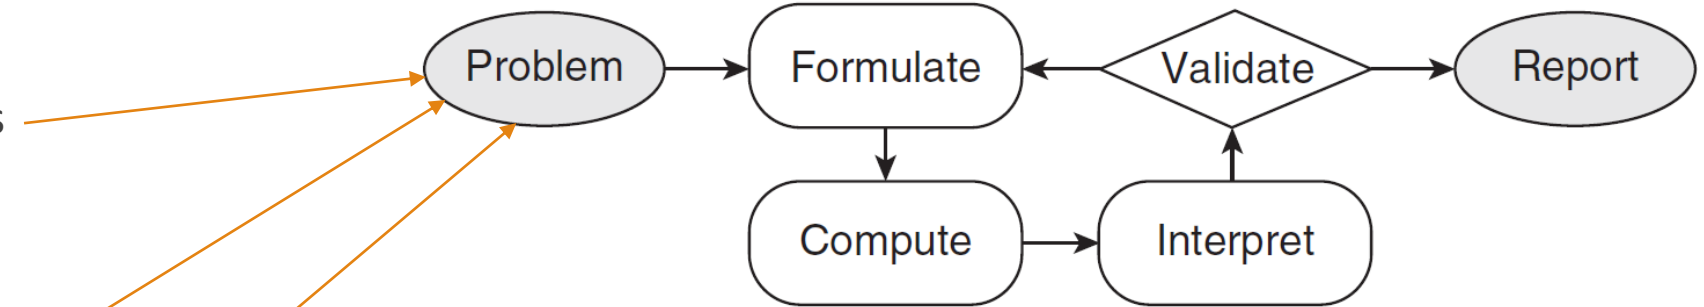 Problem
Formulate
Validate
Report
s
Compute
Interpret